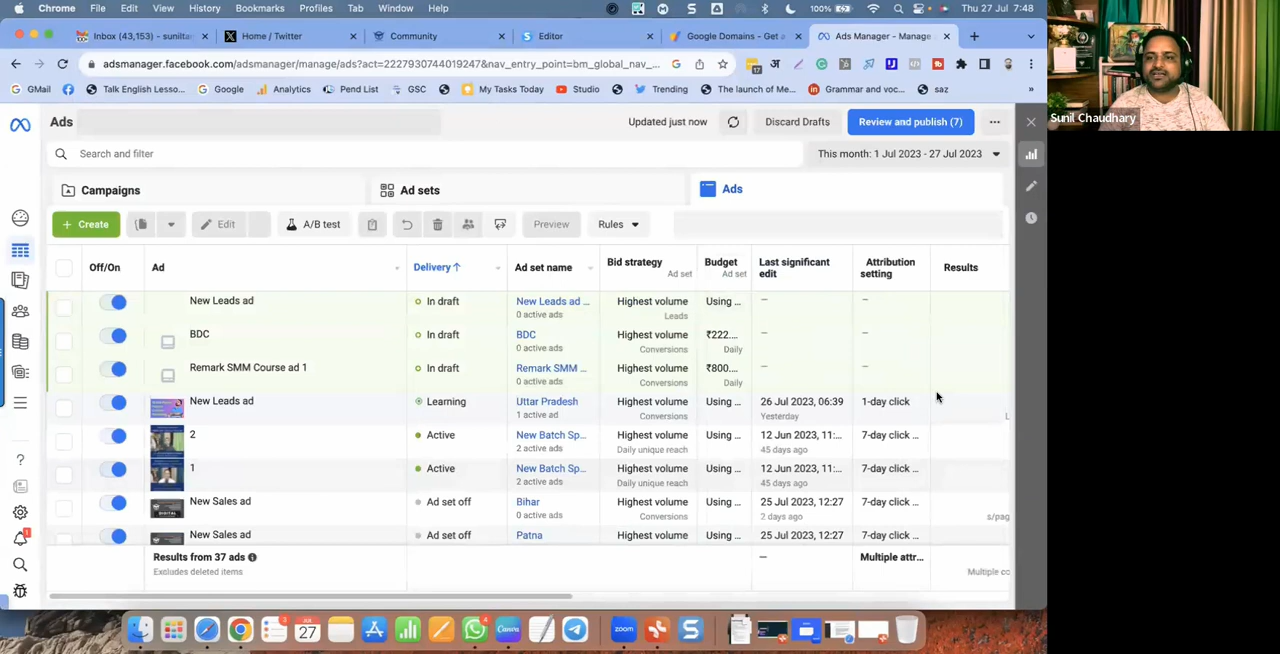 Chrome File Edit View History Bookmarks Profiles Tab Window Help 100% Thu 27 Jul 7:48
Inbox (43,153) - suniltan Home / Twitter Community Editor Google Domains - Get a Ads Manager - Manage
adsmanager.facebook.com/adsmanager/manage/ads?act=2227930744019247&nav_entry_point=bm_global_nav_...
GMail Talk English Lesso... Google Analytics Pend List GSC My Tasks Today Studio Trending The launch of Me... Grammar and voc... saz »
Sunil Chaudhary
Ads Updated just now Discard Drafts Review and publish (7)
Search and filter This month: 1 Jul 2023 - 27 Jul 2023
Campaigns Ad sets Ads
+ Create Edit A/B test Preview Rules
Off/On Ad Delivery ↑ Ad set name Bid strategy Ad set Budget Ad set Last significant edit Attribution setting Results
New Leads ad In draft New Leads ad ... Highest volume Using ... — —
0 active ads Leads
BDC In draft BDC Highest volume ₹222.... — —
0 active ads Conversions Daily
Remark SMM Course ad 1 In draft Remark SMM ... Highest volume ₹800.... — —
0 active ads Conversions Daily
New Leads ad Learning Uttar Pradesh Highest volume Using ... 26 Jul 2023, 06:39 1-day click
1 active ad Conversions Yesterday L
2 Active New Batch Sp... Highest volume Using ... 12 Jun 2023, 11:... 7-day click ...
2 active ads Daily unique reach 45 days ago
1 Active New Batch Sp... Highest volume Using ... 12 Jun 2023, 11:... 7-day click ...
2 active ads Daily unique reach 45 days ago
New Sales ad Ad set off Bihar Highest volume Using ... 25 Jul 2023, 12:27 7-day click ...
0 active ads Conversions 2 days ago s/pag
New Sales ad Ad set off Patna Highest volume Using ... 25 Jul 2023, 12:27 7-day click ...
Results from 37 ads — Multiple attr...
Excludes deleted items Multiple co
JUL
27
3
4
Canva
zoom